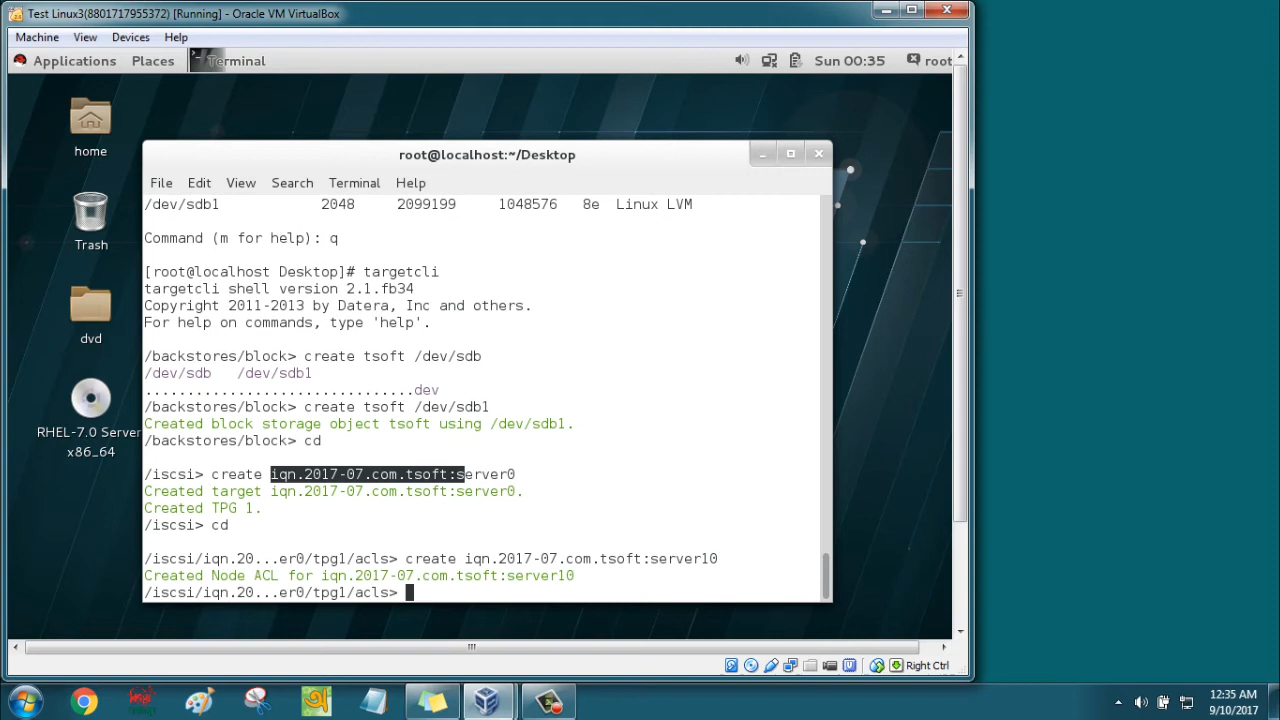 Test Linux3(8801717955372) [Running] - Oracle VM VirtualBox
Machine View Devices Help
Applications Places Terminal Sun 00:35 root
home
Trash
dvd
RHEL-7.0 Server
x86_64
root@localhost:~/Desktop
File Edit View Search Terminal Help
/dev/sdb1 2048 2099199 1048576 8e Linux LVM
Command (m for help): q
[root@localhost Desktop]# targetcli
targetcli shell version 2.1.fb34
Copyright 2011-2013 by Datera, Inc and others.
For help on commands, type 'help'.
/backstores/block> create tsoft /dev/sdb
/dev/sdb /dev/sdb1
................................dev
/backstores/block> create tsoft /dev/sdb1
Created block storage object tsoft using /dev/sdb1.
/backstores/block> cd
/iscsi> create iqn.2017-07.com.tsoft:server0
Created target iqn.2017-07.com.tsoft:server0.
Created TPG 1.
/iscsi> cd
/iscsi/iqn.20...er0/tpg1/acls> create iqn.2017-07.com.tsoft:server10
Created Node ACL for iqn.2017-07.com.tsoft:server10
/iscsi/iqn.20...er0/tpg1/acls>
Right Ctrl
12:35 AM
9/10/2017